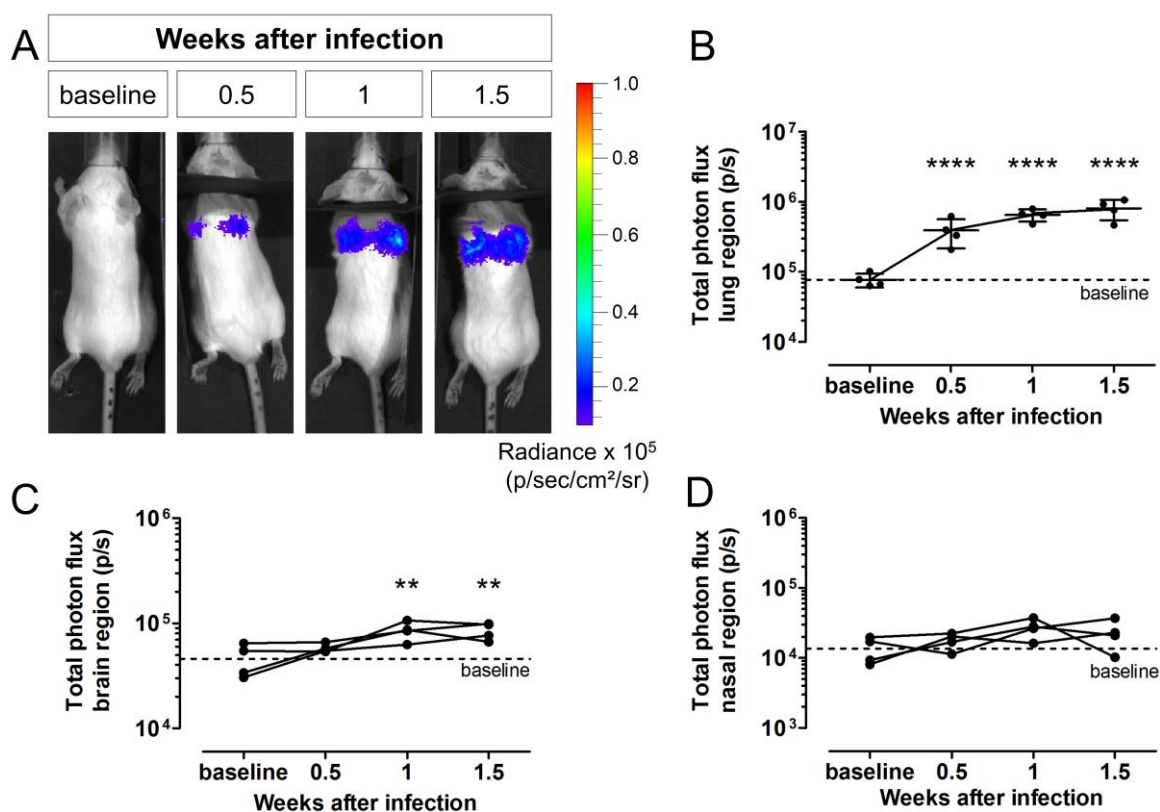 A
Weeks after infection
baseline
0.5
1
1.5
1.0
0.8
0.6
0.4
0.2
Radiance x 10⁵
(p/sec/cm²/sr)
B
Total photon flux
lung region (p/s)
10⁷
10⁶
10⁵
10⁴
**** **** ****
baseline
baseline 0.5 1 1.5
Weeks after infection
C
Total photon flux
brain region (p/s)
10⁶
10⁵
10⁴
** **
baseline
baseline 0.5 1 1.5
Weeks after infection
D
Total photon flux
nasal region (p/s)
10⁶
10⁵
10⁴
10³
baseline
baseline 0.5 1 1.5
Weeks after infection